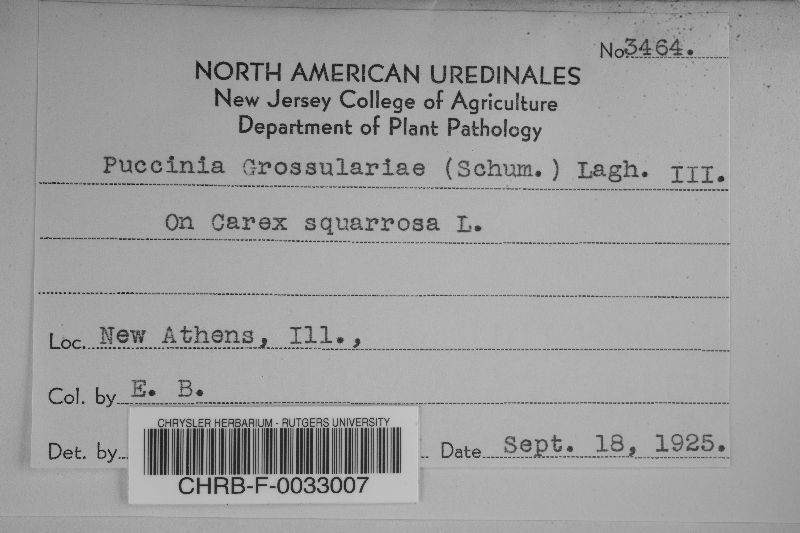 No. 3464.
NORTH AMERICAN UREDINALES
New Jersey College of Agriculture
Department of Plant Pathology
Puccinia Grossulariae (Schum.) Lagh. III.
On Carex squarrosa L.
Loc. New Athens, Ill.,
Col. by E. B.
CHRYSLER HERBARIUM - RUTGERS UNIVERSITY
Det. by Date Sept. 18, 1925.
CHRB-F-0033007